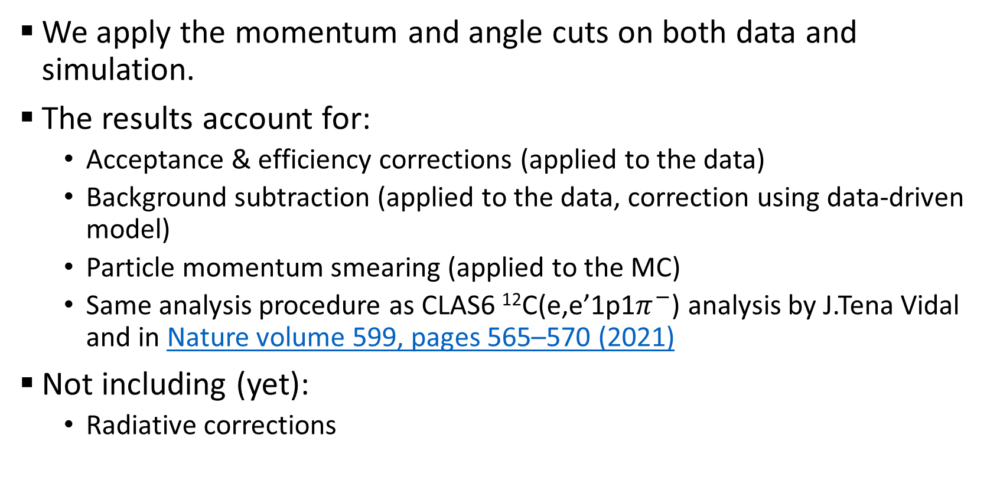 ▪ We apply the momentum and angle cuts on both data and
simulation.
▪ The results account for:
• Acceptance & efficiency corrections (applied to the data)
• Background subtraction (applied to the data, correction using data-driven
model)
• Particle momentum smearing (applied to the MC)
• Same analysis procedure as CLAS6 ¹²C(e,e’1p1π⁻) analysis by J.Tena Vidal
and in Nature volume 599, pages 565–570 (2021)
▪ Not including (yet):
• Radiative corrections